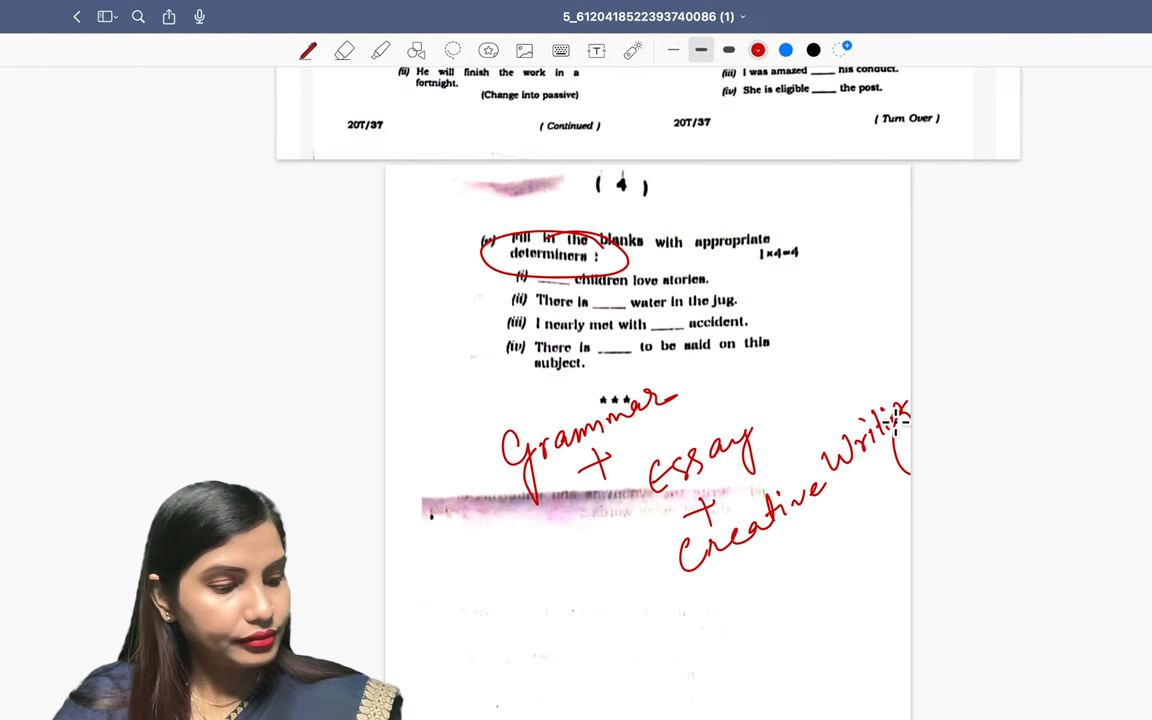 5_6120418522393740086 (1)
(ii) He will finish the work in a
fortnight.
(Change into passive)
20T/37
( Continued )
(iii) I was amazed ____ his conduct.
(iv) She is eligible ____ the post.
20T/37
( Turn Over )
( 4 )
Fill in the blanks with appropriate
determiners :
1×4=4
(i) ____ children love stories.
(ii) There is ____ water in the jug.
(iii) I nearly met with ____ accident.
(iv) There is ____ to be said on this
subject.
***
Grammar
+
Essay
+
Creative Writing